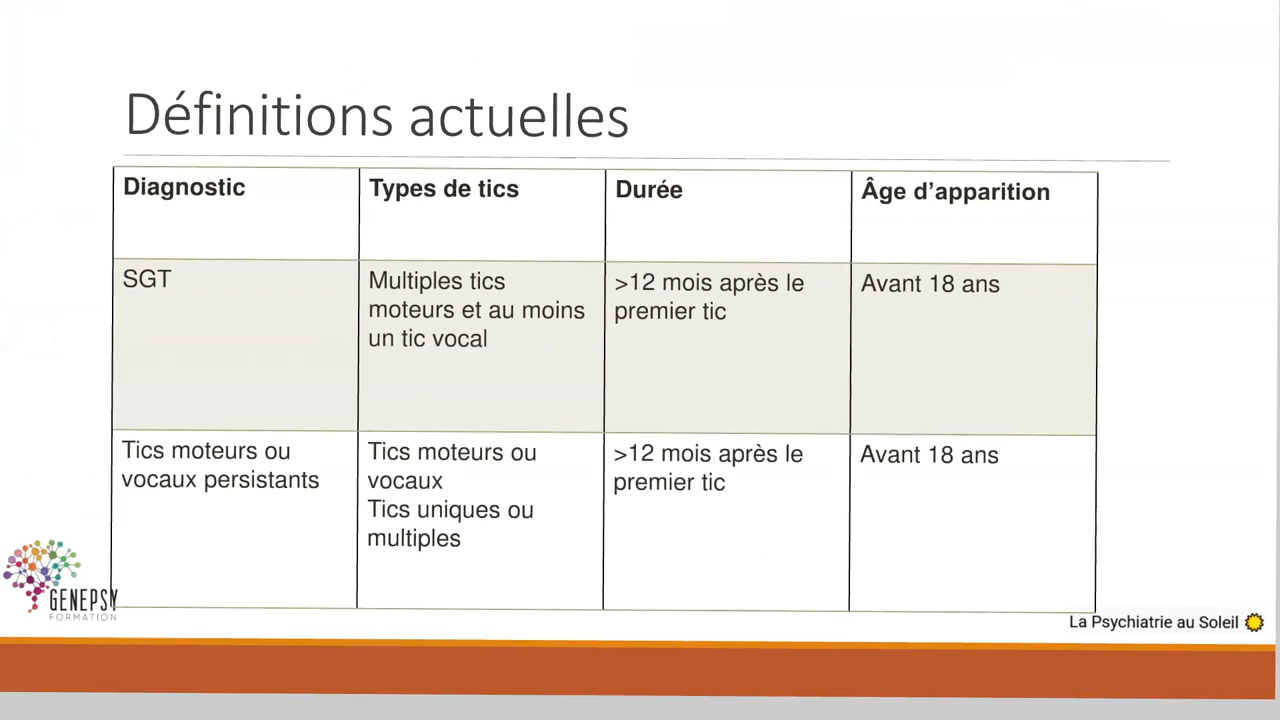 Définitions actuelles
Diagnostic
Types de tics
Durée
Âge d’apparition
SGT
Multiples tics
moteurs et au moins
un tic vocal
>12 mois après le
premier tic
Avant 18 ans
Tics moteurs ou
vocaux persistants
Tics moteurs ou
vocaux
Tics uniques ou
multiples
>12 mois après le
premier tic
Avant 18 ans
GENEPSY
FORMATION
La Psychiatrie au Soleil